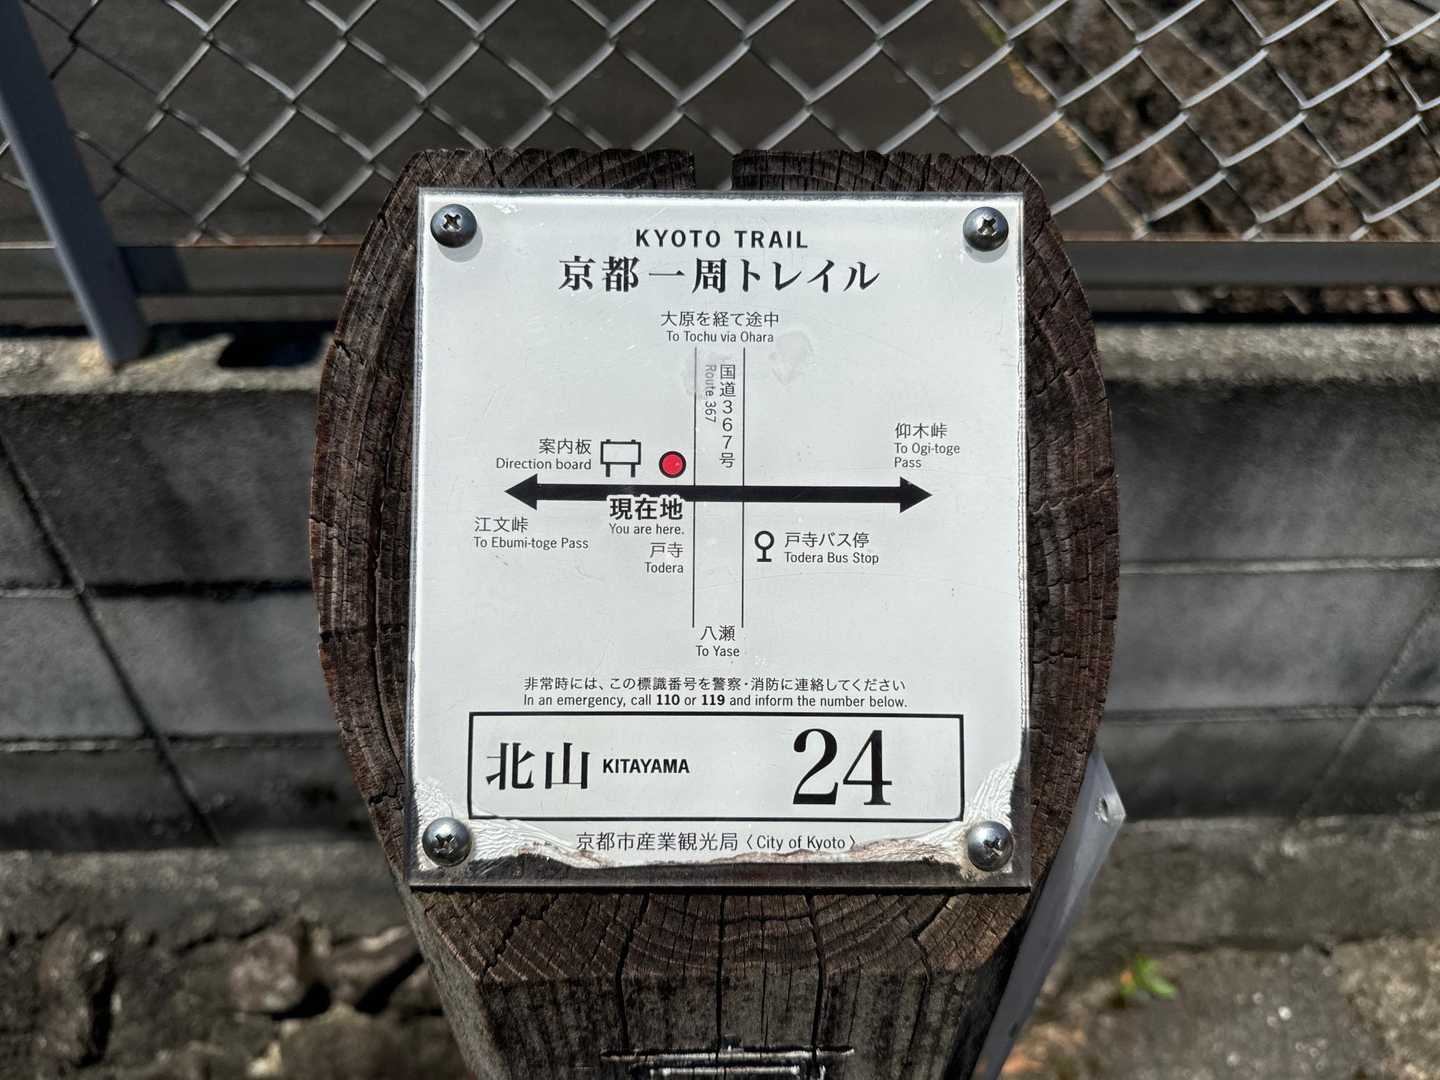 KYOTO TRAIL
京都一周トレイル
大原を経て途中
To Tochu via Ohara
国道367号
Route 367
案内板
Direction board
仰木峠
To Ogi-toge
Pass
現在地
You are here.
江文峠
To Ebumi-toge Pass
戸寺
Todera
戸寺バス停
Todera Bus Stop
八瀬
To Yase
非常時には、この標識番号を警察・消防に連絡してください
In an emergency, call 110 or 119 and inform the number below.
北山 KITAYAMA 24
京都市産業観光局〈City of Kyoto〉